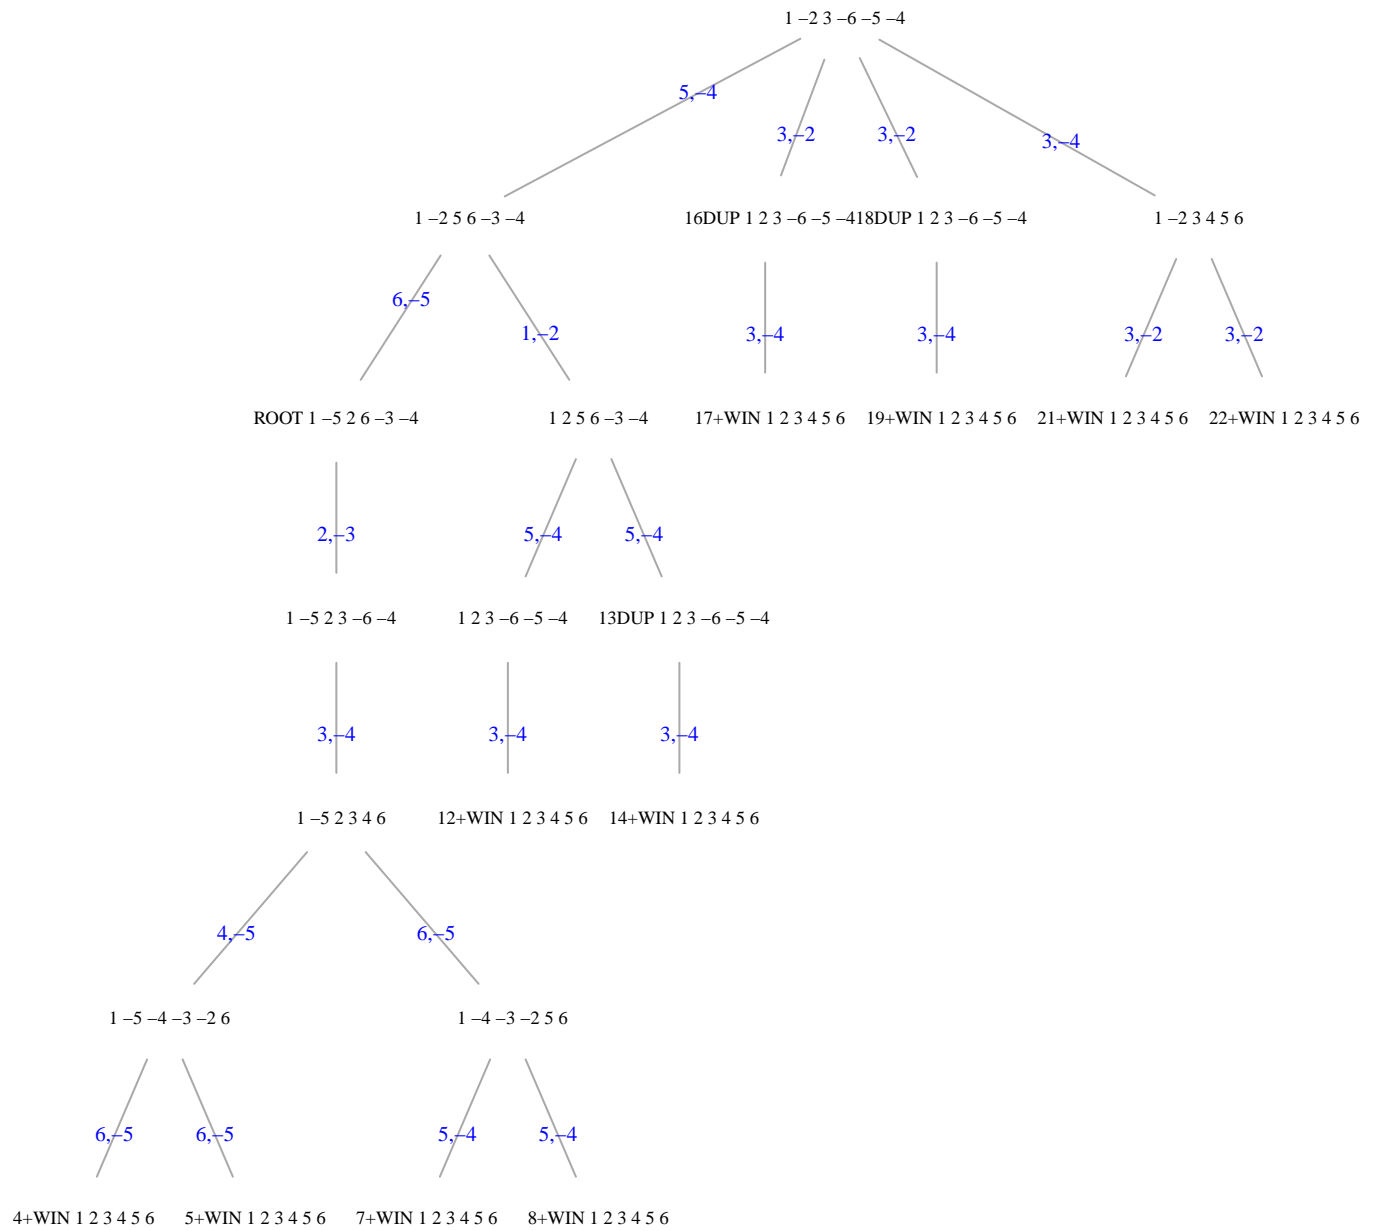 1 –2 3 –6 –5 –4
5,–4
3,–2
3,–2
3,–4
1 –2 5 6 –3 –4
16DUP 1 2 3 –6 –5 –4
18DUP 1 2 3 –6 –5 –4
1 –2 3 4 5 6
6,–5
1,–2
3,–4
3,–4
3,–2
3,–2
ROOT 1 –5 2 6 –3 –4
1 2 5 6 –3 –4
17+WIN 1 2 3 4 5 6
19+WIN 1 2 3 4 5 6
21+WIN 1 2 3 4 5 6
22+WIN 1 2 3 4 5 6
2,–3
5,–4
5,–4
1 –5 2 3 –6 –4
1 2 3 –6 –5 –4
13DUP 1 2 3 –6 –5 –4
3,–4
3,–4
3,–4
1 –5 2 3 4 6
12+WIN 1 2 3 4 5 6
14+WIN 1 2 3 4 5 6
4,–5
6,–5
1 –5 –4 –3 –2 6
1 –4 –3 –2 5 6
6,–5
6,–5
5,–4
5,–4
4+WIN 1 2 3 4 5 6
5+WIN 1 2 3 4 5 6
7+WIN 1 2 3 4 5 6
8+WIN 1 2 3 4 5 6